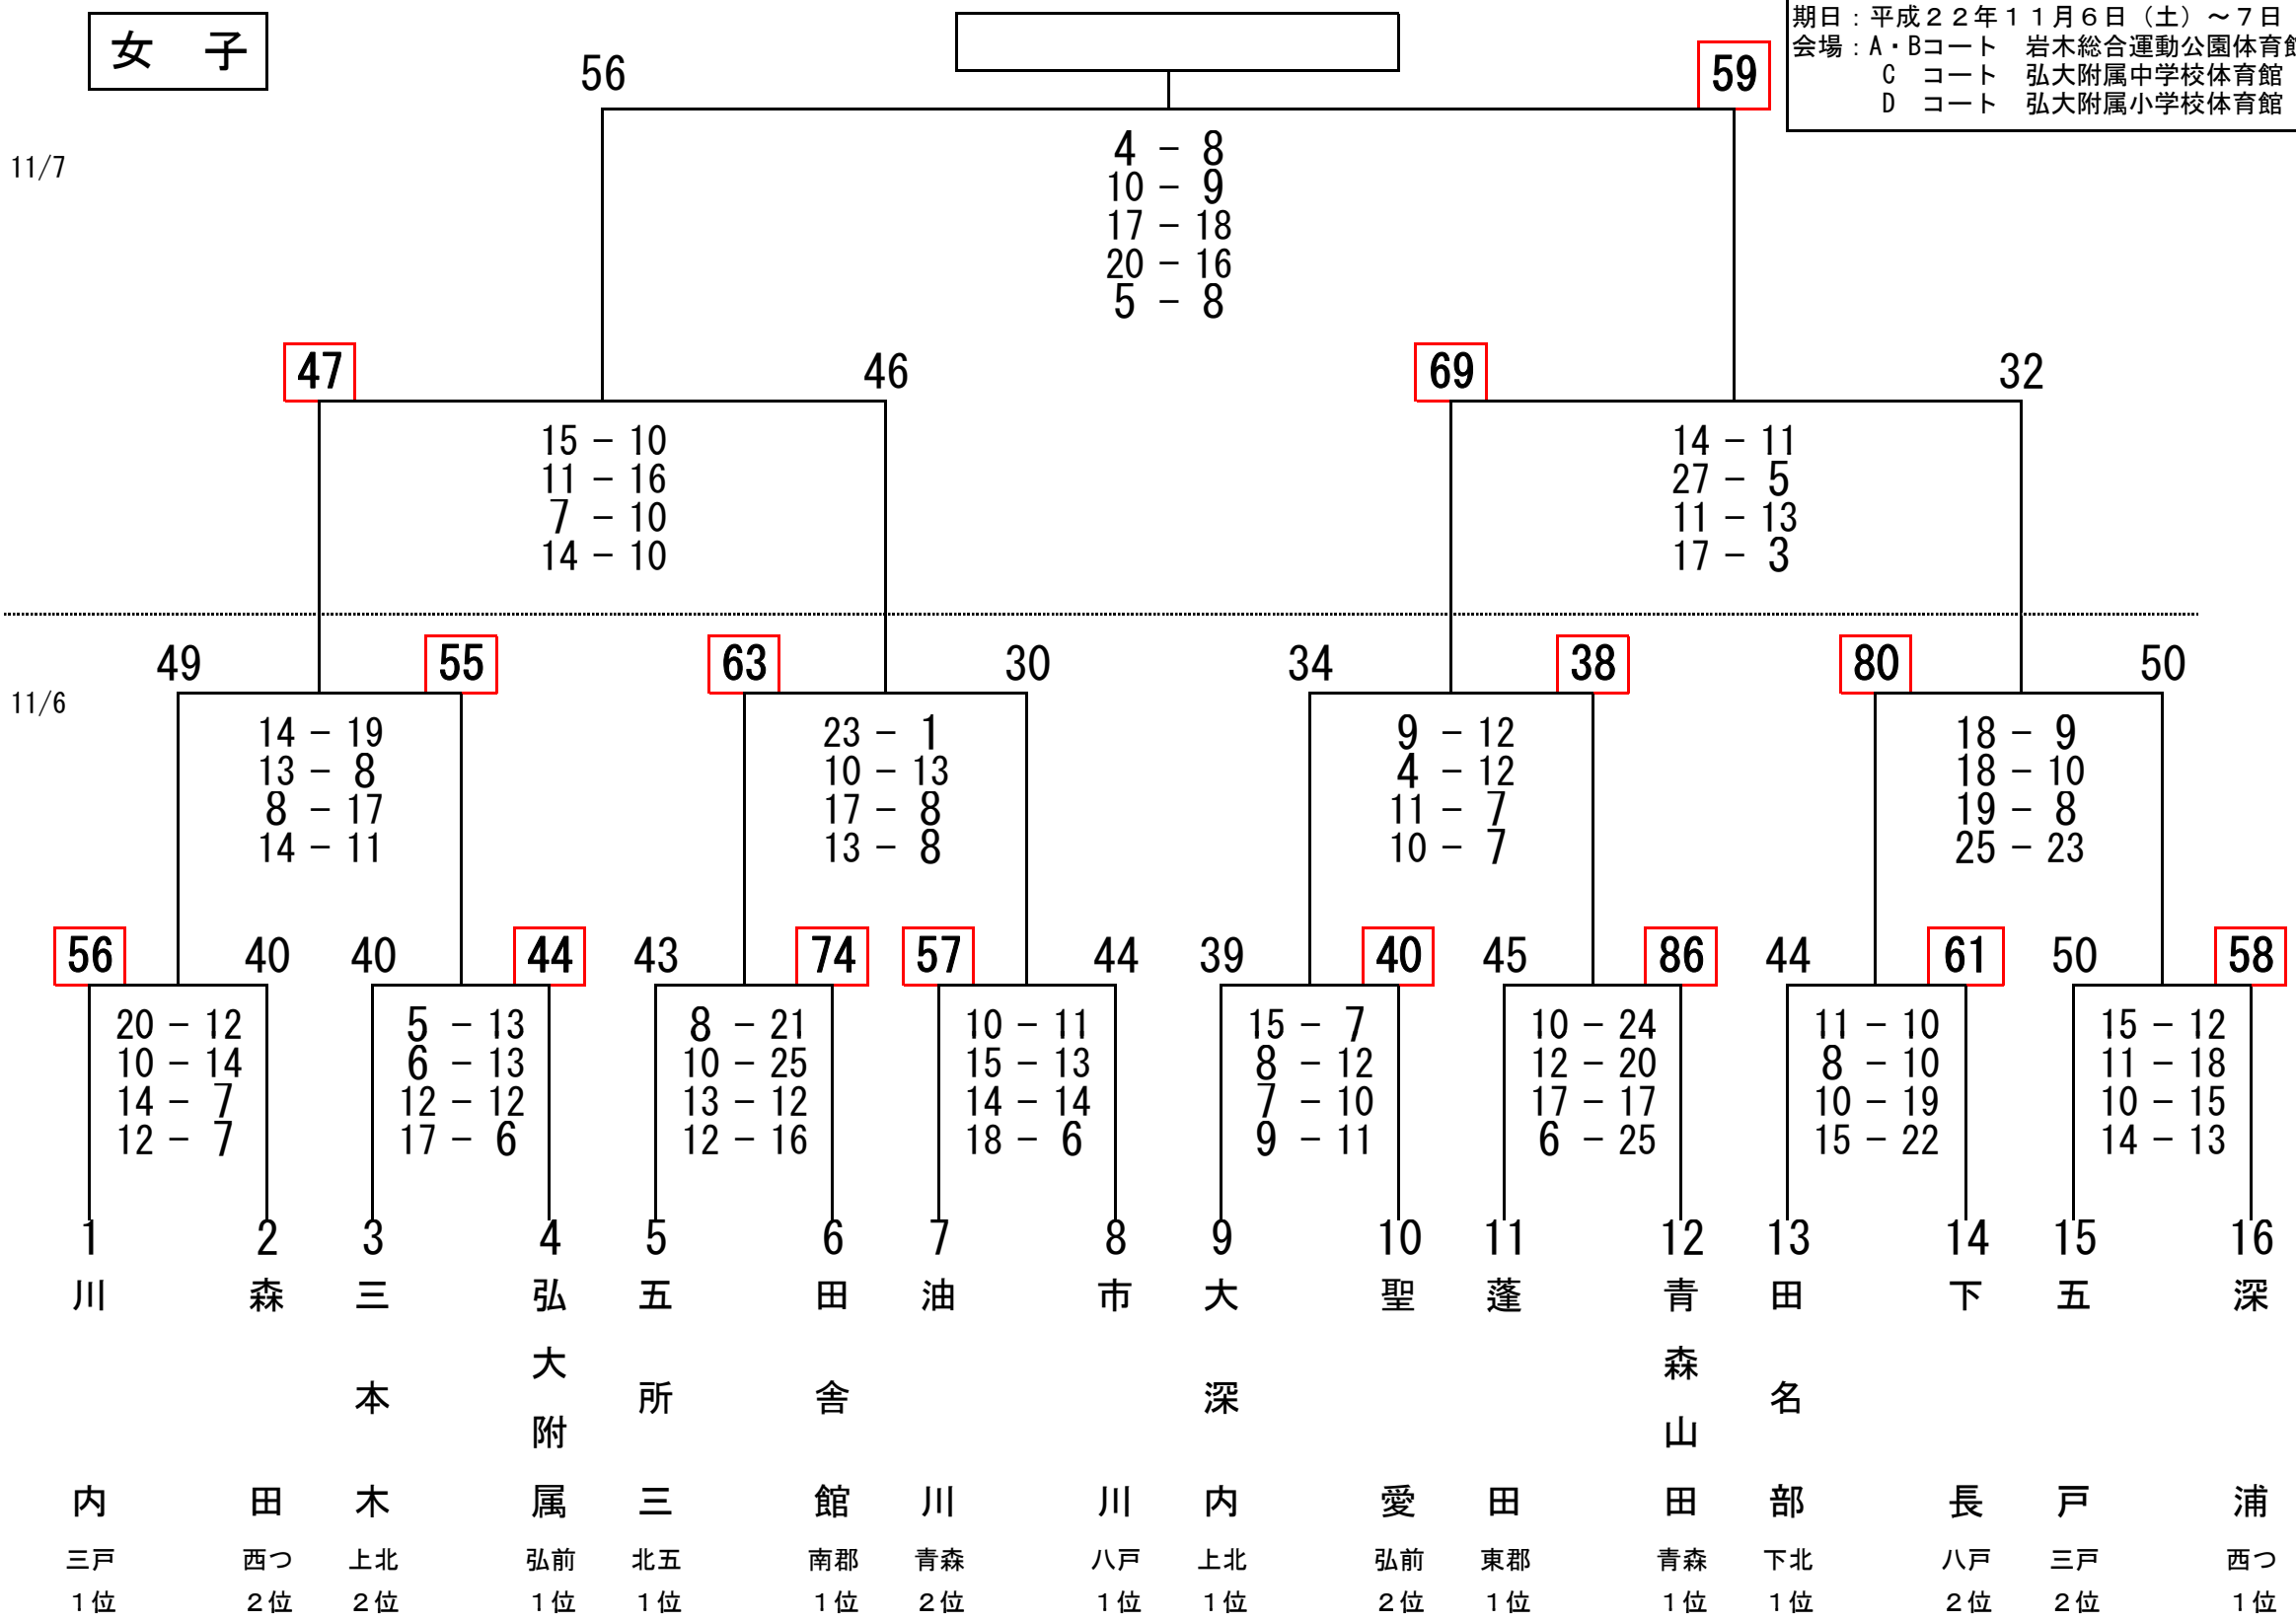 女　子
期日：平成２２年１１月６日（土）～７日
会場：A・Bコート　岩木総合運動公園体育館
C　コート　弘大附属中学校体育館
D　コート　弘大附属小学校体育館
56 59
11/7
4 － 8
10 － 9
17 － 18
20 － 16
5 － 8
47 46 69 32
15 － 10 14 － 11
11 － 16 27 － 5
7 － 10 11 － 13
14 － 10 17 － 3
49 55 63 30 34 38 80 50
11/6
14 － 19 23 － 1 9 － 12 18 － 9
13 － 8 10 － 13 4 － 12 18 － 10
8 － 17 17 － 8 11 － 7 19 － 8
14 － 11 13 － 8 10 － 7 25 － 23
56 40 40 44 43 74 57 44 39 40 45 86 44 61 50 58
20 － 12 5 － 13 8 － 21 10 － 11 15 － 7 10 － 24 11 － 10 15 － 12
10 － 14 6 － 13 10 － 25 15 － 13 8 － 12 12 － 20 8 － 10 11 － 18
14 － 7 12 － 12 13 － 12 14 － 14 7 － 10 17 － 17 10 － 19 10 － 15
12 － 7 17 － 6 12 － 16 18 － 6 9 － 11 6 － 25 15 － 22 14 － 13
1 2 3 4 5 6 7 8 9 10 11 12 13 14 15 16
川内 森田 三本木 弘大附属 五所三 田舎館 油川 市川 大深内 聖愛 蓬田 青森山田 田名部 下長 五戸 深浦
三戸 西つ 上北 弘前 北五 南郡 青森 八戸 上北 弘前 東郡 青森 下北 八戸 三戸 西つ
１位 ２位 ２位 １位 １位 １位 ２位 １位 １位 ２位 １位 １位 １位 ２位 ２位 １位